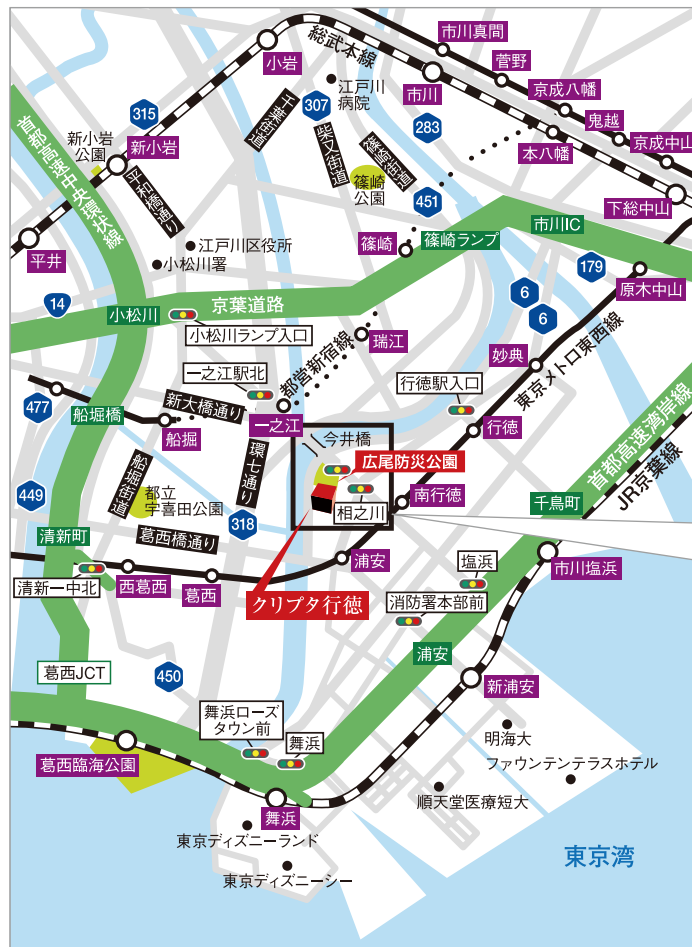 市川真間
小岩
総武本線
菅野
江戸川
病院
市川
京成八幡
首都高速中央環状線
315
千葉街道
307
柴又街道
篠崎街道
283
鬼越
新小岩
公園
新小岩
本八幡
京成中山
平和橋通り
篠崎
公園
451
下総中山
平井
江戸川区役所
小松川署
篠崎
篠崎ランプ
市川IC
179
原木中山
14
小松川
京葉道路
6
6
小松川ランプ入口
都営新宿線
瑞江
妙典
東京メトロ東西線
一之江駅北
行徳駅入口
477
船堀橋
新大橋通り
一之江
行徳
首都高速湾岸線
船堀
環七通り
今井橋
広尾防災公園
JR京葉線
449
船堀街道
都立
宇喜田公園
318
相之川
南行徳
千鳥町
清新町
葛西橋通り
浦安
清新一中北
西葛西
葛西
塩浜
市川塩浜
クリプタ行徳
消防署本部前
浦安
葛西JCT
450
新浦安
舞浜ローズ
タウン前
舞浜
明海大
葛西臨海公園
ファウンテンテラスホテル
舞浜
順天堂医療短大
東京ディズニーランド
東京湾
東京ディズニーシー